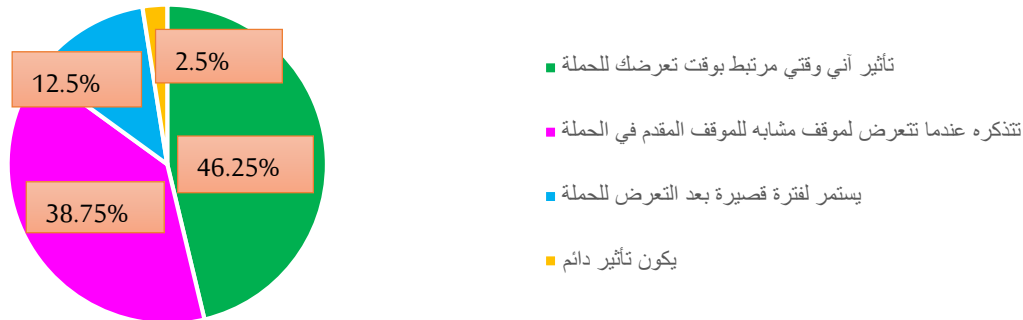 2.5%
12.5%
46.25%
38.75%
تأثير آني وقتي مرتبط بوقت تعرضك للحملة
تتذكره عندما تتعرض لموقف مشابه للموقف المقدم في الحملة
يستمر لفترة قصيرة بعد التعرض للحملة
يكون تأثير دائم